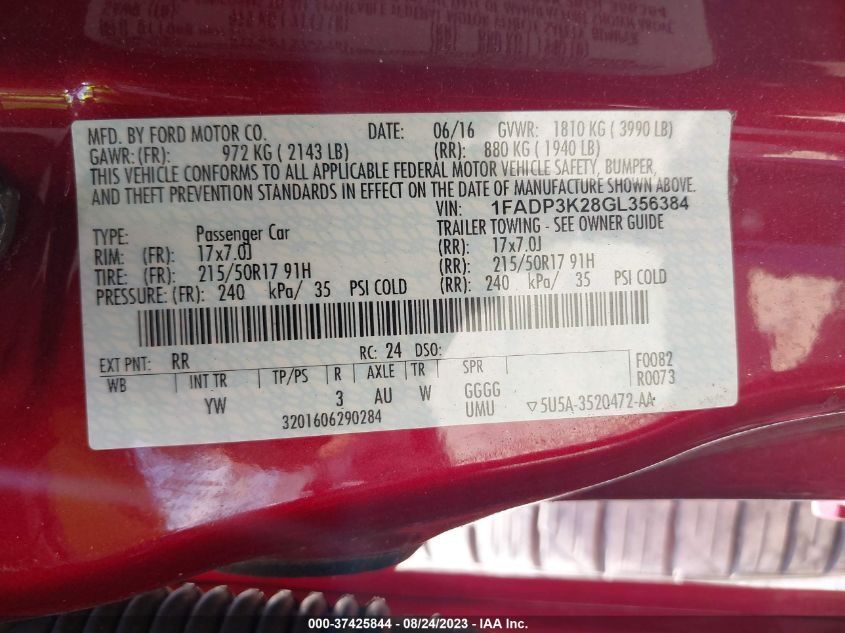 MFD. BY FORD MOTOR CO. DATE: 06/16 GVWR: 1810 KG ( 3990 LB)
GAWR: (FR): 972 KG ( 2143 LB) (RR): 880 KG ( 1940 LB)
THIS VEHICLE CONFORMS TO ALL APPLICABLE FEDERAL MOTOR VEHICLE SAFETY, BUMPER,
AND THEFT PREVENTION STANDARDS IN EFFECT ON THE DATE OF MANUFACTURE SHOWN ABOVE.
VIN: 1FADP3K28GL356384
TYPE: Passenger Car TRAILER TOWING - SEE OWNER GUIDE
RIM: (FR): 17x7.0J (RR): 17x7.0J
TIRE: (FR): 215/50R17 91H (RR): 215/50R17 91H
PRESSURE: (FR): 240 kPa/ 35 PSI COLD (RR): 240 kPa/ 35 PSI COLD
EXT PNT: RR RC: 24 DSO: F0082
WB INT TR TP/PS R AXLE TR SPR R0073
YW 3 AU W GGGG
UMU ▽5U5A-3520472-AA
3201606290284
000-37425844 - 08/24/2023 - IAA Inc.